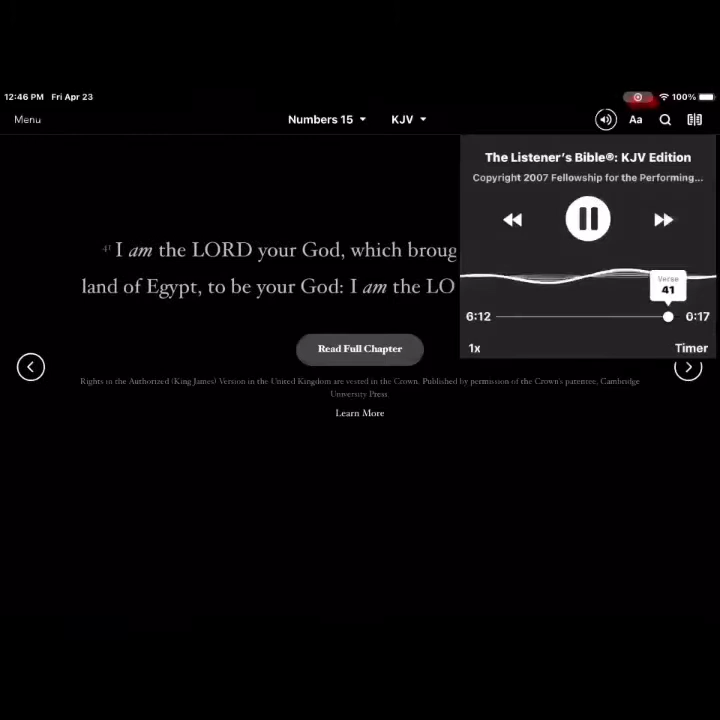 12:46 PM Fri Apr 23 100%
Menu Numbers 15 KJV Aa
The Listener's Bible®: KJV Edition
Copyright 2007 Fellowship for the Performing...
41 I am the LORD your God, which broug
land of Egypt, to be your God: I am the LO
Verse
41
6:12 0:17
1x Timer
Read Full Chapter
Rights in the Authorized (King James) Version in the United Kingdom are vested in the Crown. Published by permission of the Crown's patentee, Cambridge
University Press.
Learn More